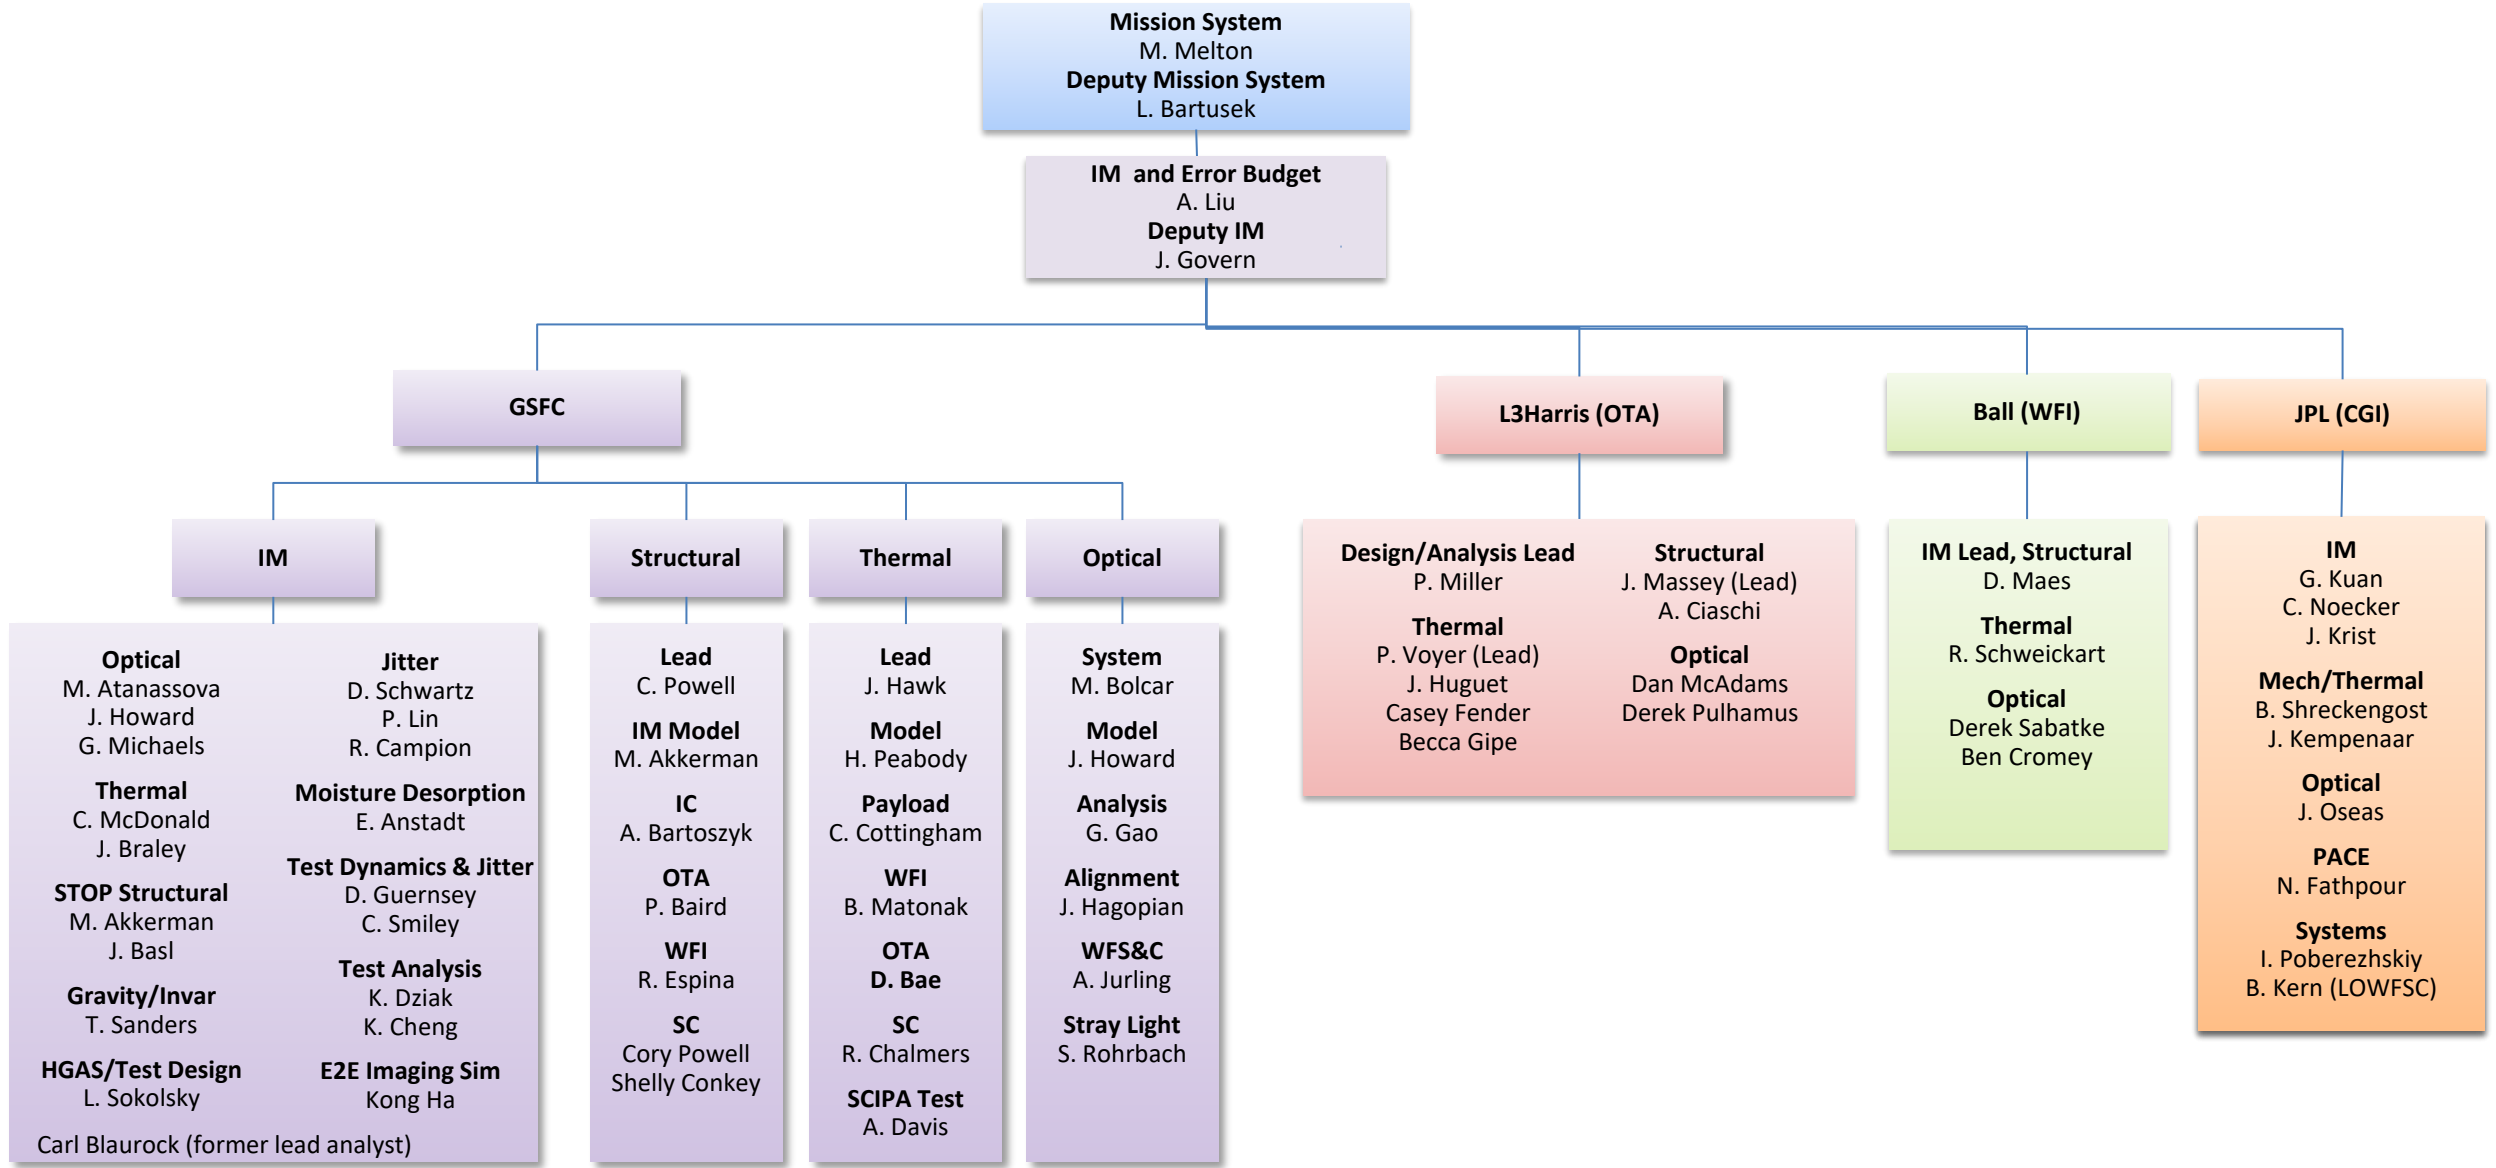 Mission System
M. Melton
Deputy Mission System
L. Bartusek
IM and Error Budget
A. Liu
Deputy IM
J. Govern
GSFC
L3Harris (OTA)
Ball (WFI)
JPL (CGI)
IM
Structural
Thermal
Optical
Optical
M. Atanassova
J. Howard
G. Michaels
Thermal
C. McDonald
J. Braley
STOP Structural
M. Akkerman
J. Basl
Gravity/Invar
T. Sanders
HGAS/Test Design
L. Sokolsky
Jitter
D. Schwartz
P. Lin
R. Campion
Moisture Desorption
E. Anstadt
Test Dynamics & Jitter
D. Guernsey
C. Smiley
Test Analysis
K. Dziak
K. Cheng
E2E Imaging Sim
Kong Ha
Carl Blaurock (former lead analyst)
Lead
C. Powell
IM Model
M. Akkerman
IC
A. Bartoszyk
OTA
P. Baird
WFI
R. Espina
SC
Cory Powell
Shelly Conkey
Lead
J. Hawk
Model
H. Peabody
Payload
C. Cottingham
WFI
B. Matonak
OTA
D. Bae
SC
R. Chalmers
SCIPA Test
A. Davis
System
M. Bolcar
Model
J. Howard
Analysis
G. Gao
Alignment
J. Hagopian
WFS&C
A. Jurling
Stray Light
S. Rohrbach
Design/Analysis Lead
P. Miller
Thermal
P. Voyer (Lead)
J. Huguet
Casey Fender
Becca Gipe
Structural
J. Massey (Lead)
A. Ciaschi
Optical
Dan McAdams
Derek Pulhamus
IM Lead, Structural
D. Maes
Thermal
R. Schweickart
Optical
Derek Sabatke
Ben Cromey
IM
G. Kuan
C. Noecker
J. Krist
Mech/Thermal
B. Shreckengost
J. Kempenaar
Optical
J. Oseas
PACE
N. Fathpour
Systems
I. Poberezhskiy
B. Kern (LOWFSC)